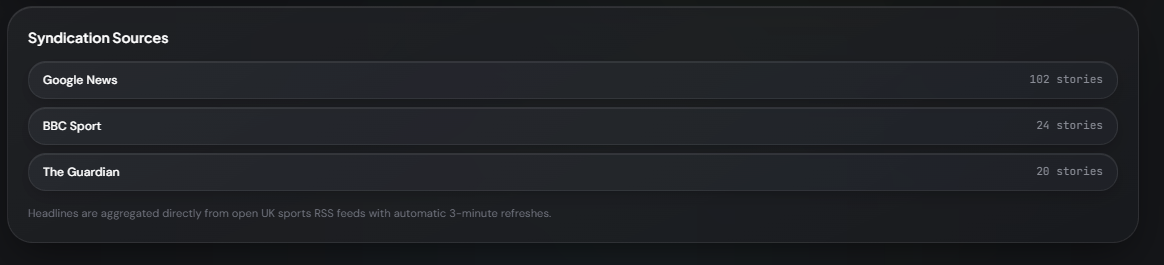 Syndication Sources
Google News 102 stories
BBC Sport 24 stories
The Guardian 20 stories
Headlines are aggregated directly from open UK sports RSS feeds with automatic 3-minute refreshes.